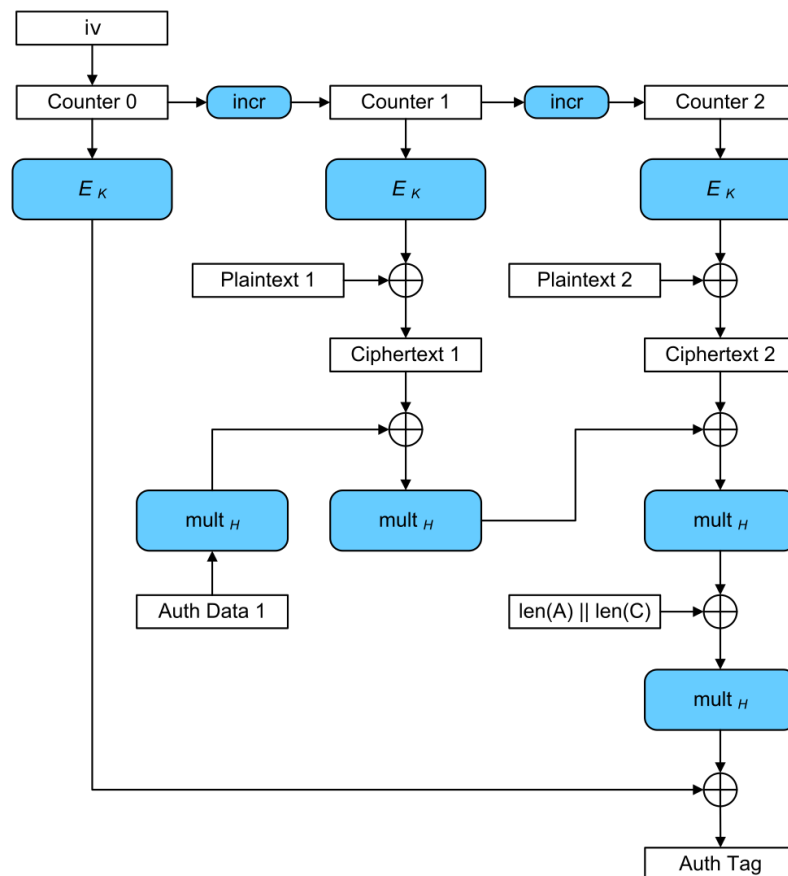 iv
Counter 0
incr
Counter 1
incr
Counter 2
E K
E K
E K
Plaintext 1
Plaintext 2
Ciphertext 1
Ciphertext 2
mult H
mult H
mult H
Auth Data 1
len(A) || len(C)
mult H
Auth Tag